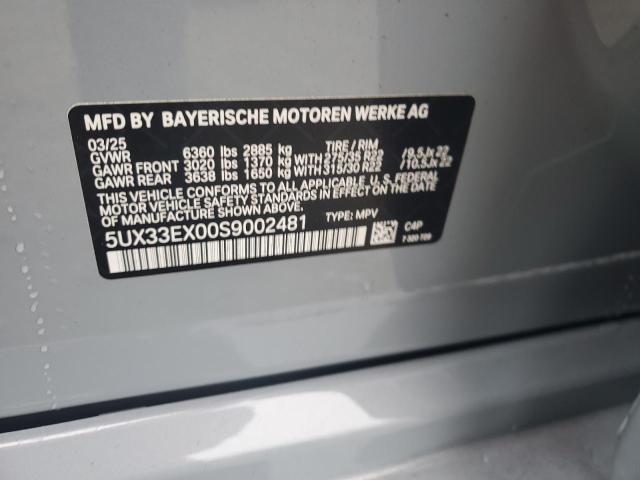 MFD BY BAYERISCHE MOTOREN WERKE AG
03/25 TIRE / RIM
GVWR 6360 lbs 2885 kg
GAWR FRONT 3020 lbs 1370 kg WITH 275/35 R22 /9.5Jx22
GAWR REAR 3638 lbs 1650 kg WITH 315/30 R22 /10.5Jx22
THIS VEHICLE CONFORMS TO ALL APPLICABLE U.S. FEDERAL
MOTOR VEHICLE SAFETY STANDARDS IN EFFECT ON THE DATE
OF MANUFACTURE SHOWN ABOVE.
5UX33EX00S9002481 TYPE: MPV
C4P
7 520 709